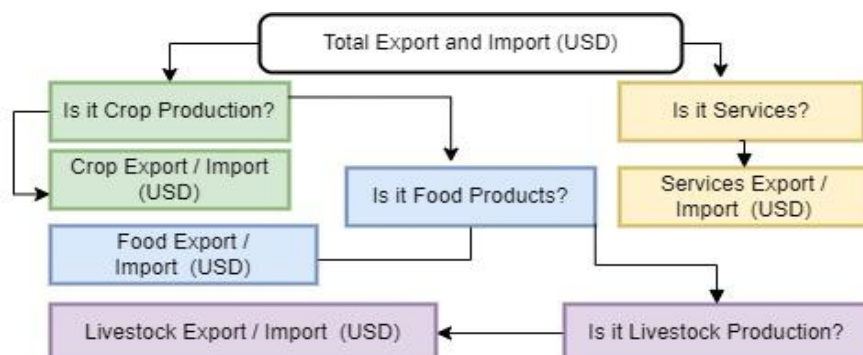 Total Export and Import (USD)
Is it Crop Production?
Is it Services?
Crop Export / Import
(USD)
Is it Food Products?
Services Export /
Import (USD)
Food Export /
Import (USD)
Livestock Export / Import (USD)
Is it Livestock Production?